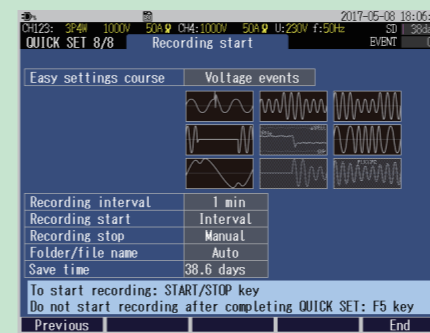 2017-05-08 18:06:
CH123: 3P4W 1000V 50A CH4:1000V 50A U:230V f:50Hz SD 38d
QUICK SET 8/8 Recording start EVENT
Easy settings course Voltage events
Recording interval 1 min
Recording start Interval
Recording stop Manual
Folder/file name Auto
Save time 38.6 days
To start recording: START/STOP key
Do not start recording after completing QUICK SET: F5 key
Previous End